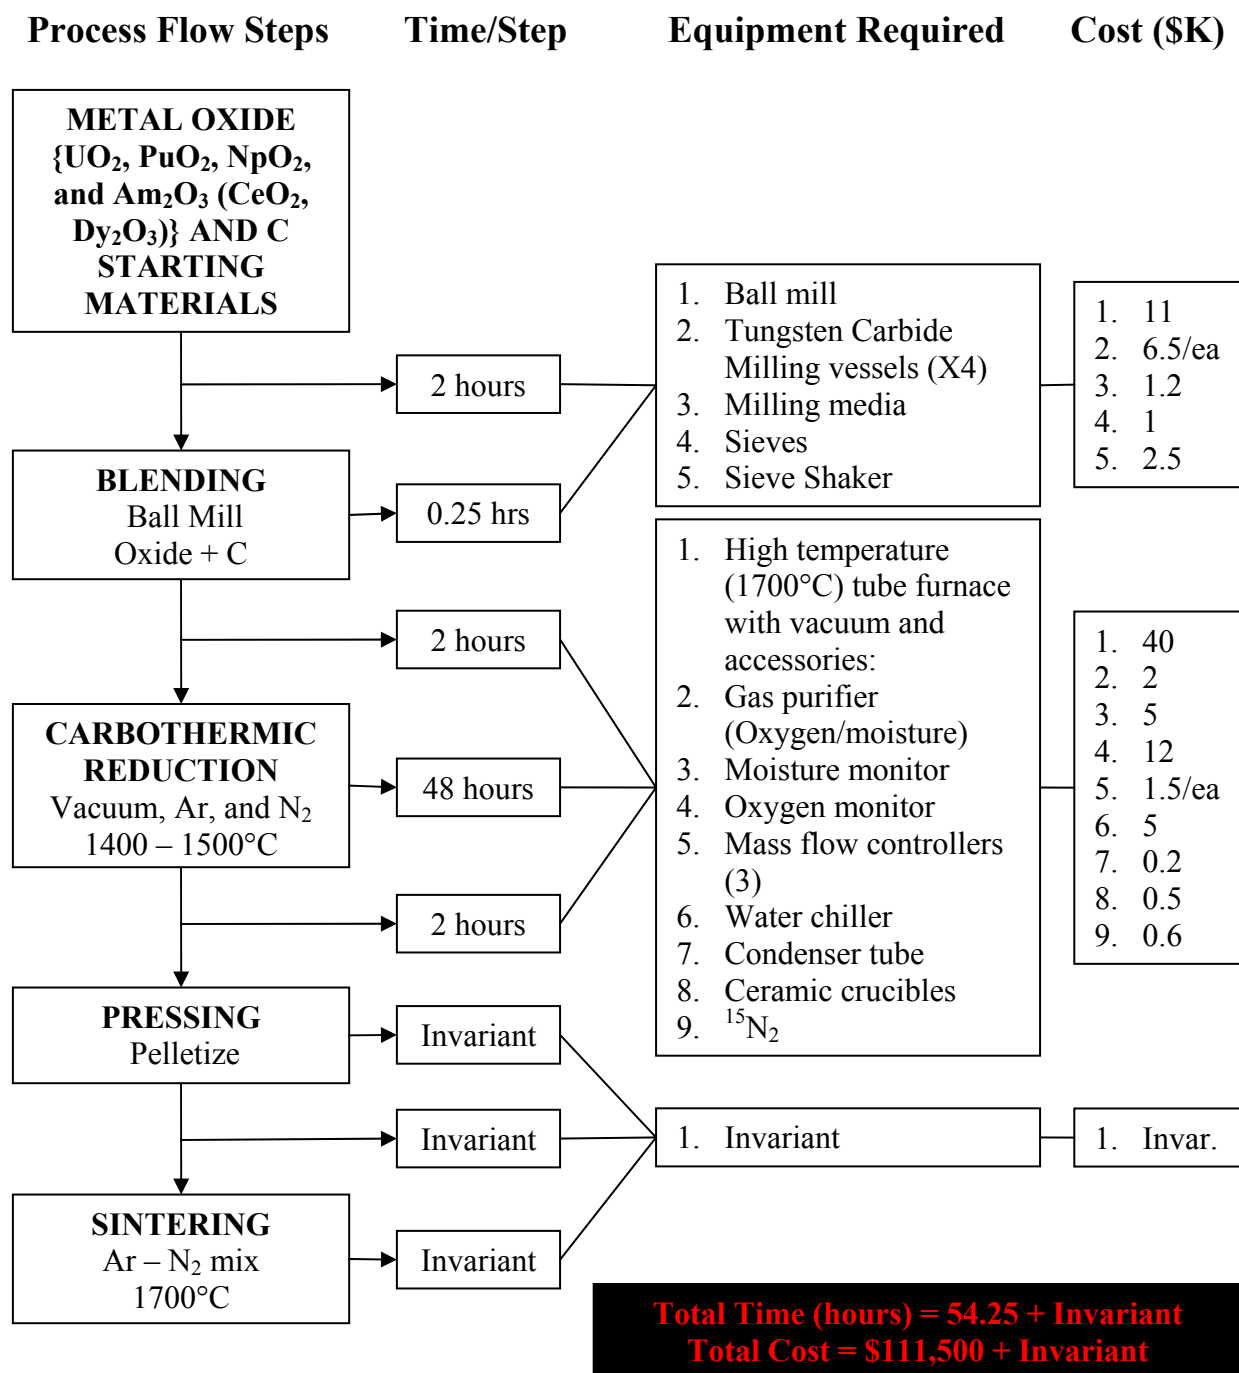 Process Flow Steps Time/Step Equipment Required Cost ($K)
METAL OXIDE
{UO₂, PuO₂, NpO₂,
and Am₂O₃ (CeO₂,
Dy₂O₃)} AND C
STARTING
MATERIALS
2 hours
BLENDING
Ball Mill
Oxide + C
0.25 hrs
1. Ball mill
2. Tungsten Carbide
Milling vessels (X4)
3. Milling media
4. Sieves
5. Sieve Shaker
1. 11
2. 6.5/ea
3. 1.2
4. 1
5. 2.5
2 hours
CARBOTHERMIC
REDUCTION
Vacuum, Ar, and N₂
1400 – 1500°C
48 hours
2 hours
1. High temperature
(1700°C) tube furnace
with vacuum and
accessories:
2. Gas purifier
(Oxygen/moisture)
3. Moisture monitor
4. Oxygen monitor
5. Mass flow controllers
(3)
6. Water chiller
7. Condenser tube
8. Ceramic crucibles
9. ¹⁵N₂
1. 40
2. 2
3. 5
4. 12
5. 1.5/ea
6. 5
7. 0.2
8. 0.5
9. 0.6
PRESSING
Pelletize
Invariant
Invariant
SINTERING
Ar – N₂ mix
1700°C
Invariant
1. Invariant
1. Invar.
Total Time (hours) = 54.25 + Invariant
Total Cost = $111,500 + Invariant